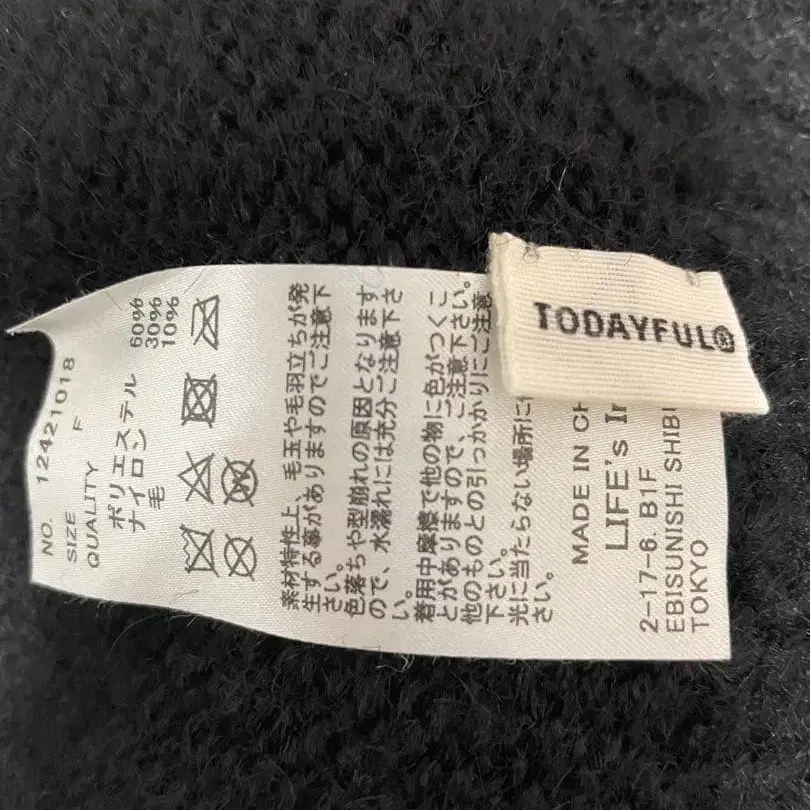 TODAYFUL®
NO. 12421018
SIZE F
QUALITY
ポリエステル 60%
ナイロン 30%
毛 10%
素材特性上、毛玉や毛羽立ちが発
生する事がありますのでご注意下
さい。
色落ちや型崩れの原因となります
ので、水濡れには充分ご注意下さ
い。
着用中摩擦で他の物に色がつくこ
とがありますので、ご注意下さい。
他のものとの引っかかりにご注意
下さい。
光に当たらない場所に
さい。
MADE IN
LIFE's
2-17-6. B1F
EBISUNISHI
TOKYO